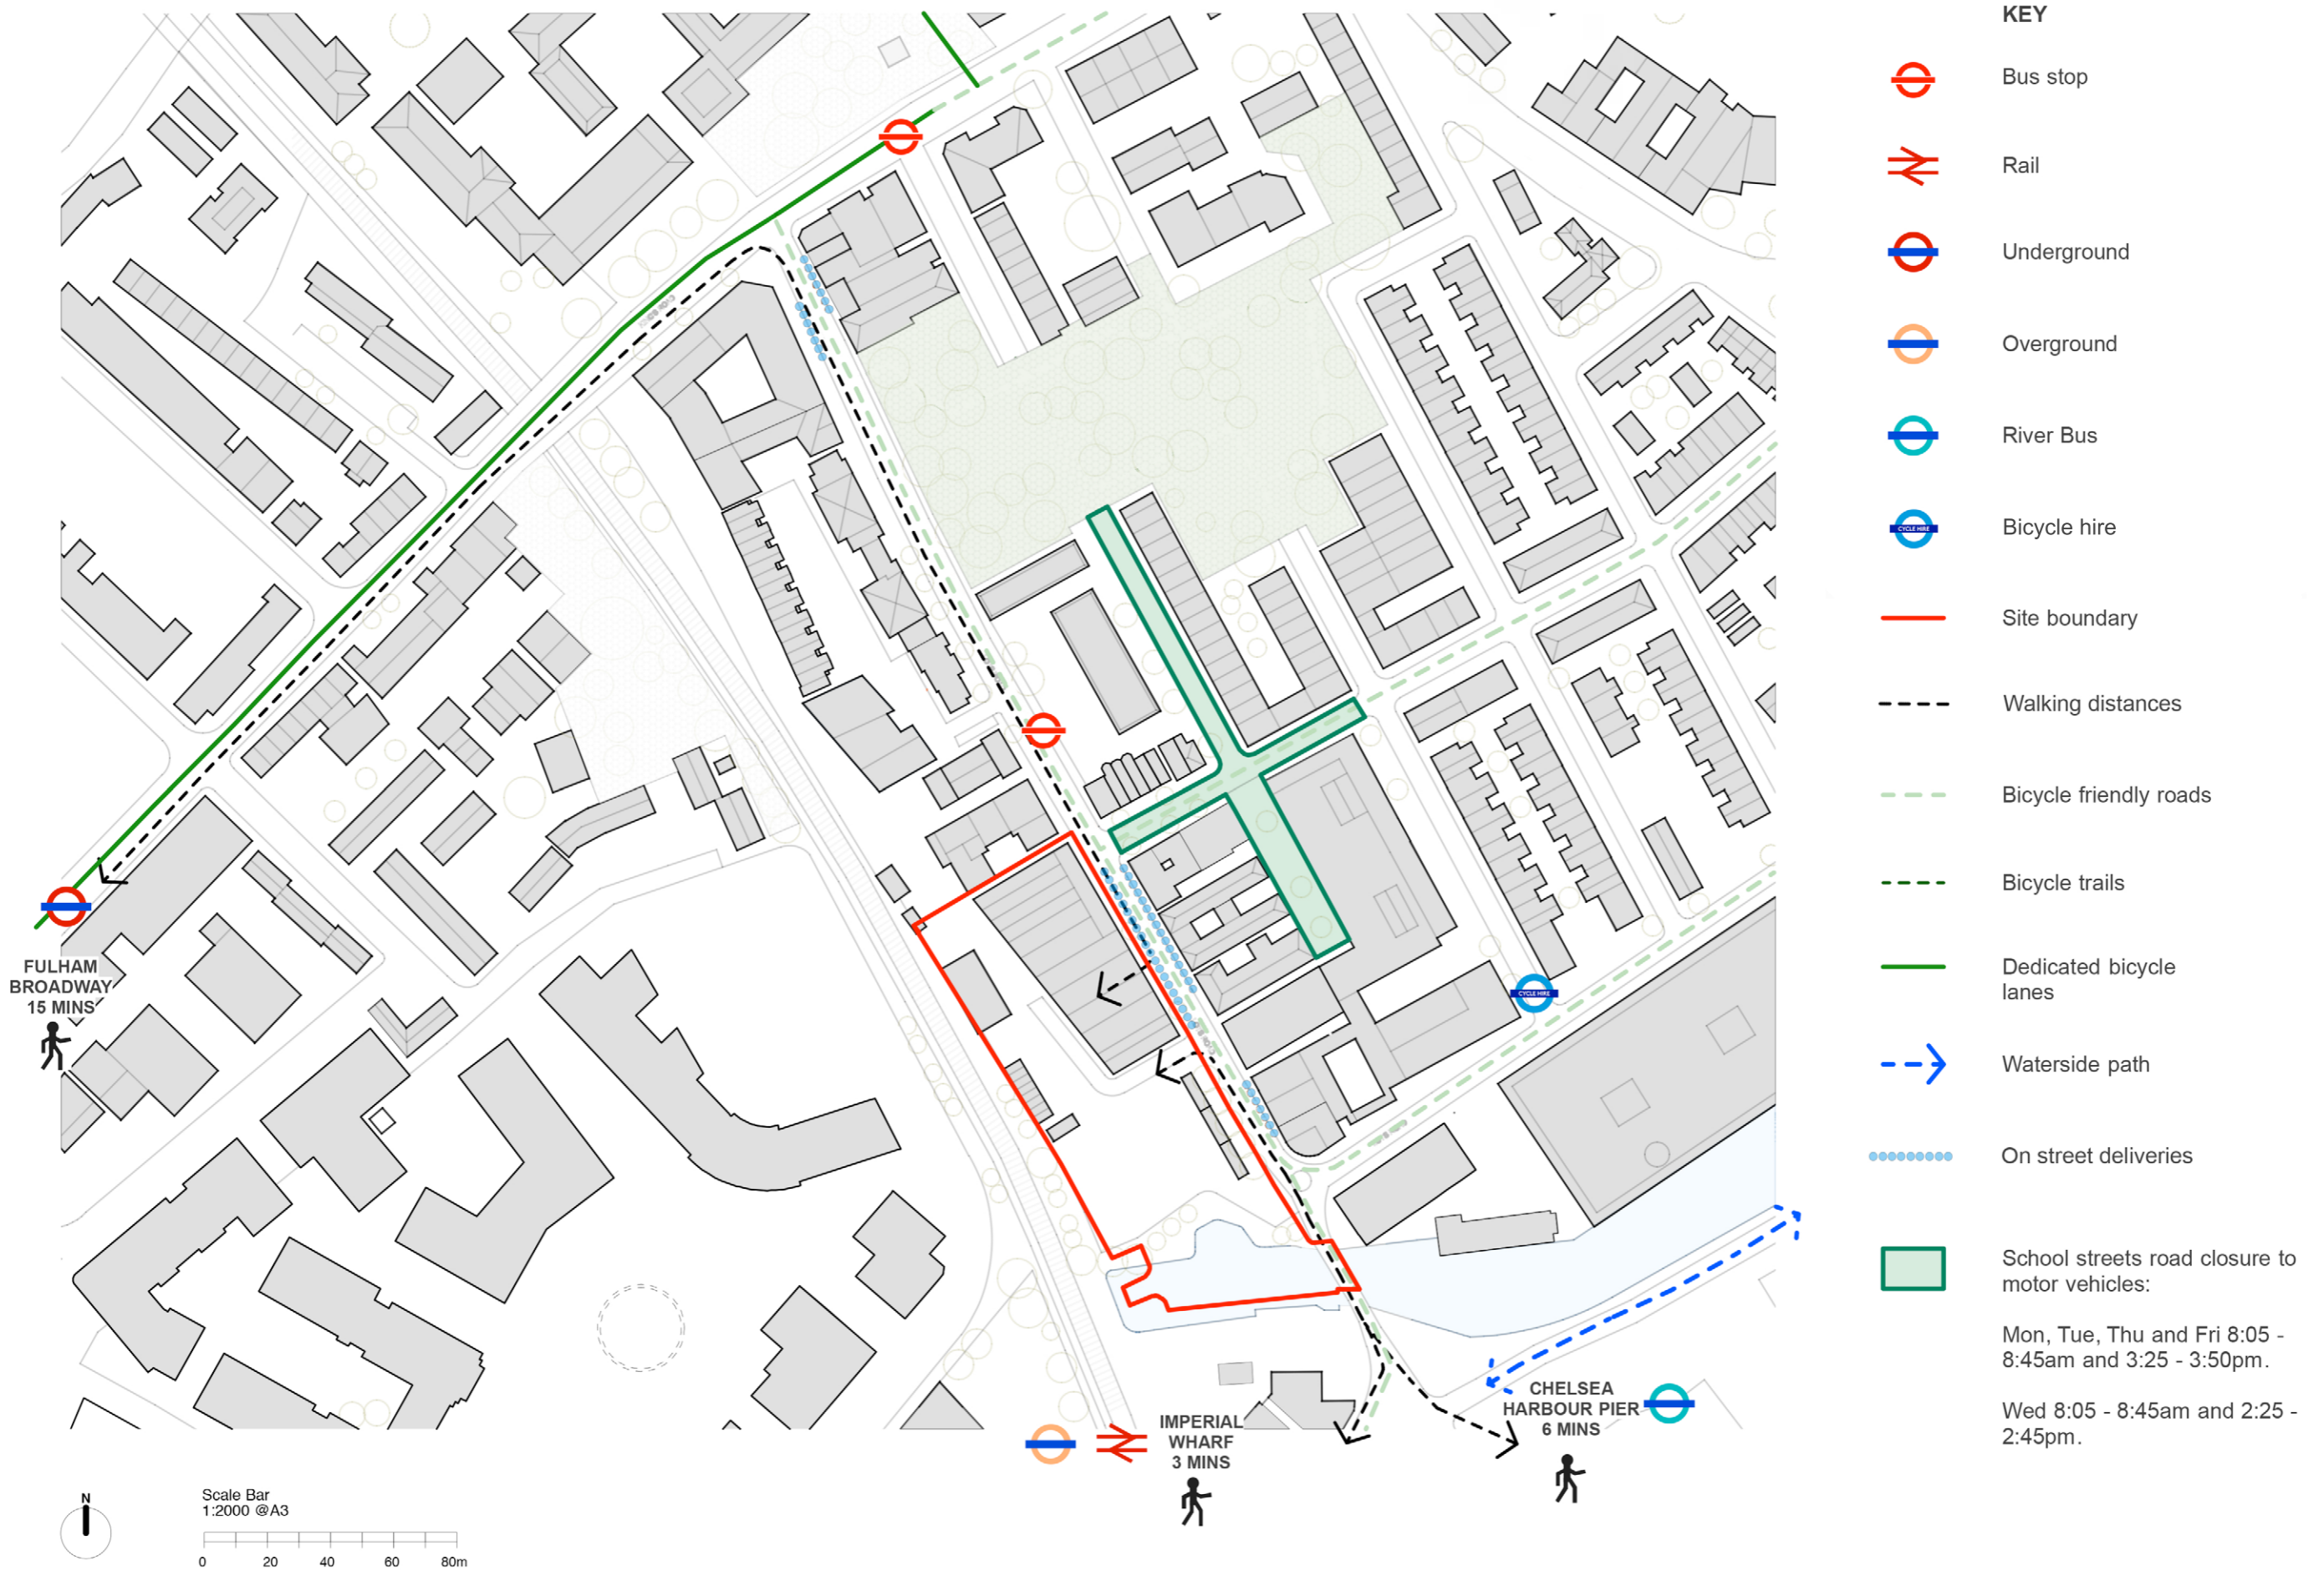 KEY
Bus stop
Rail
Underground
Overground
River Bus
CYCLE HIRE
Bicycle hire
Site boundary
Walking distances
Bicycle friendly roads
Bicycle trails
Dedicated bicycle
lanes
Waterside path
On street deliveries
School streets road closure to
motor vehicles:
Mon, Tue, Thu and Fri 8:05 -
8:45am and 3:25 - 3:50pm.
Wed 8:05 - 8:45am and 2:25 -
2:45pm.
FULHAM
BROADWAY
15 MINS
CYCLE HIRE
IMPERIAL
WHARF
3 MINS
CHELSEA
HARBOUR PIER
6 MINS
N
Scale Bar
1:2000 @A3
0 20 40 60 80m